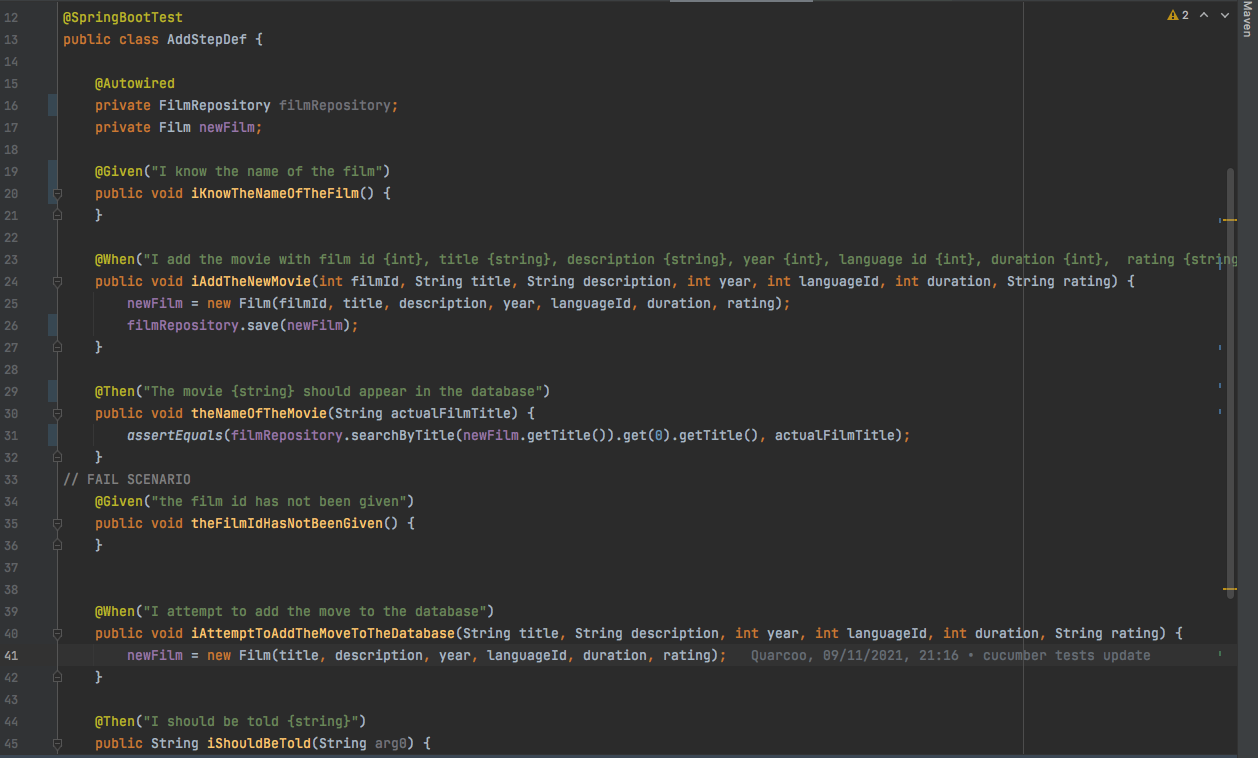 12 @SpringBootTest
13 public class AddStepDef {
14
15 @Autowired
16 private FilmRepository filmRepository;
17 private Film newFilm;
18
19 @Given("I know the name of the film")
20 public void iKnowTheNameOfTheFilm() {
21 }
22
23 @When("I add the movie with film id {int}, title {string}, description {string}, year {int}, language id {int}, duration {int},  rating {string
24 public void iAddTheNewMovie(int filmId, String title, String description, int year, int languageId, int duration, String rating) {
25 newFilm = new Film(filmId, title, description, year, languageId, duration, rating);
26 filmRepository.save(newFilm);
27 }
28
29 @Then("The movie {string} should appear in the database")
30 public void theNameOfTheMovie(String actualFilmTitle) {
31 assertEquals(filmRepository.searchByTitle(newFilm.getTitle()).get(0).getTitle(), actualFilmTitle);
32 }
33 // FAIL SCENARIO
34 @Given("the film id has not been given")
35 public void theFilmIdHasNotBeenGiven() {
36 }
37
38
39 @When("I attempt to add the move to the database")
40 public void iAttemptToAddTheMoveToTheDatabase(String title, String description, int year, int languageId, int duration, String rating) {
41 newFilm = new Film(title, description, year, languageId, duration, rating); Quarcoo, 09/11/2021, 21:16 • cucumber tests update
42 }
43
44 @Then("I should be told {string}")
45 public String iShouldBeTold(String arg0) {
2
Maven